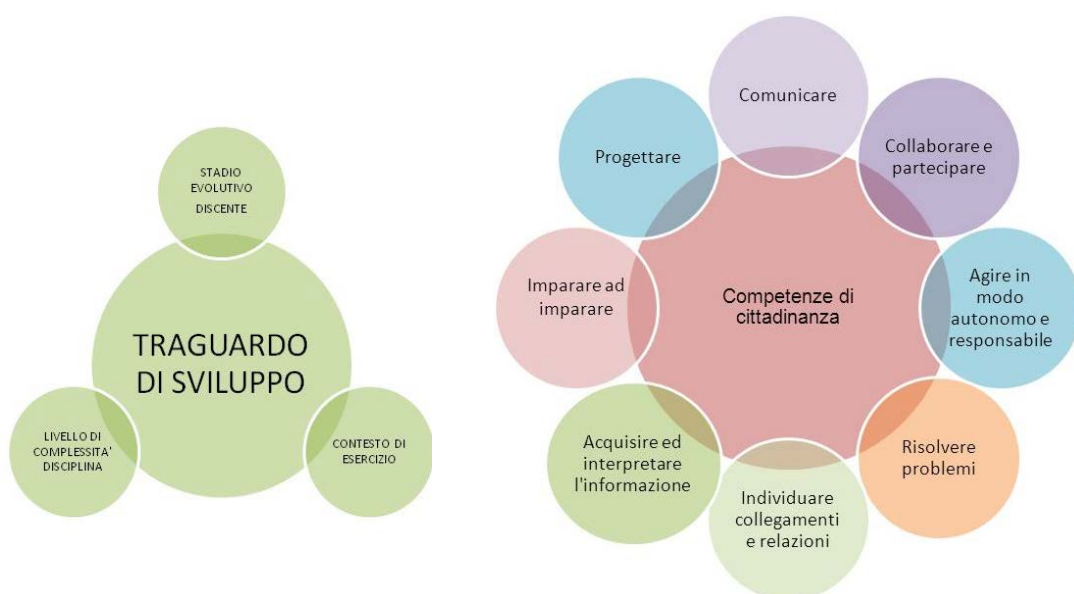 STADIO
EVOLUTIVO
DISCENTE
TRAGUARDO
DI SVILUPPO
LIVELLO DI
COMPLESSITA'
DISCIPLINA
CONTESTO DI
ESERCIZIO
Comunicare
Collaborare e
partecipare
Agire in
modo
autonomo e
responsabile
Risolvere
problemi
Individuare
collegamenti
e relazioni
Acquisire ed
interpretare
l'informazione
Imparare ad
imparare
Progettare
Competenze di
cittadinanza